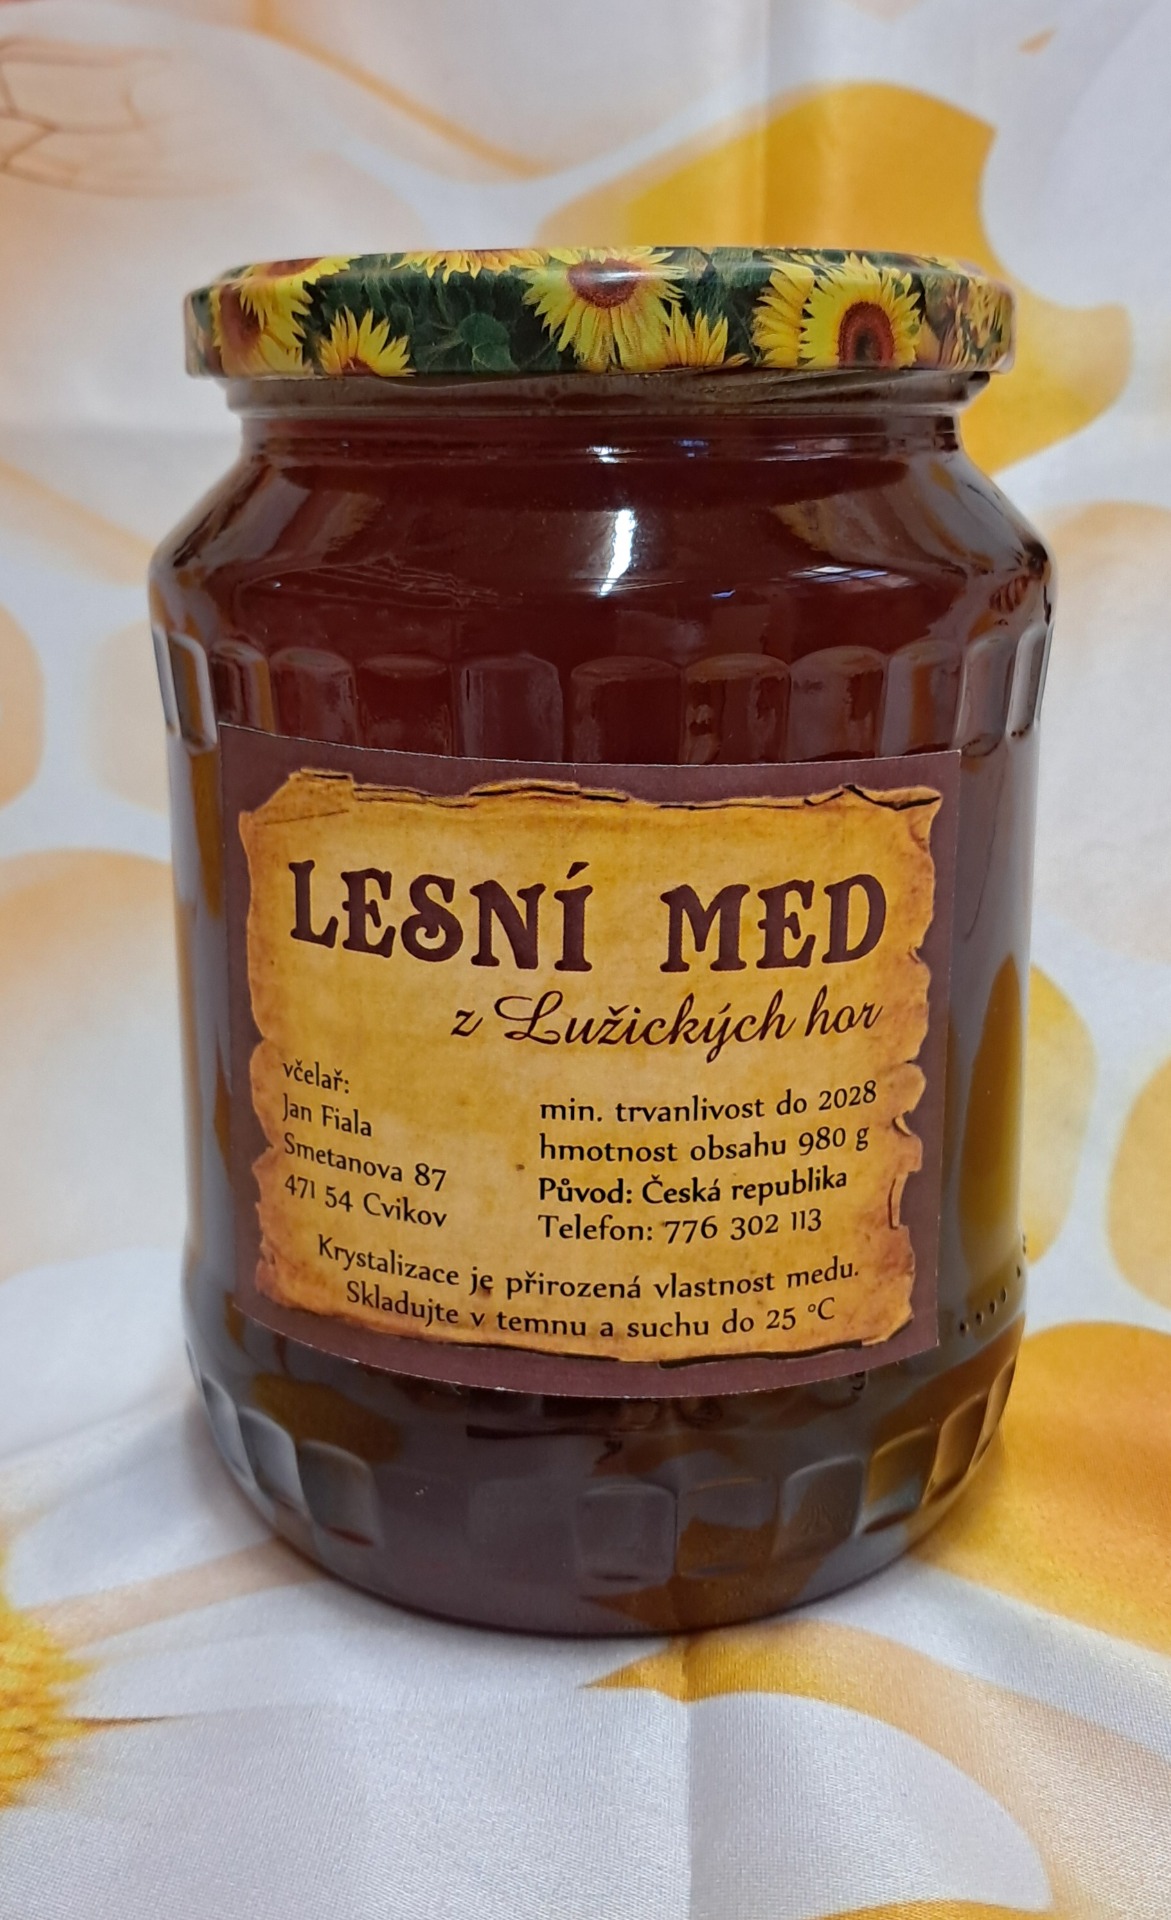 LESNÍ MED
z Lužických hor
včelař:
Jan Fiala
Smetanova 87
471 54 Cvikov
min. trvanlivost do 2028
hmotnost obsahu 980 g
Původ: Česká republika
Telefon: 776 302 113
Krystalizace je přirozená vlastnost medu.
Skladujte v temnu a suchu do 25 °C